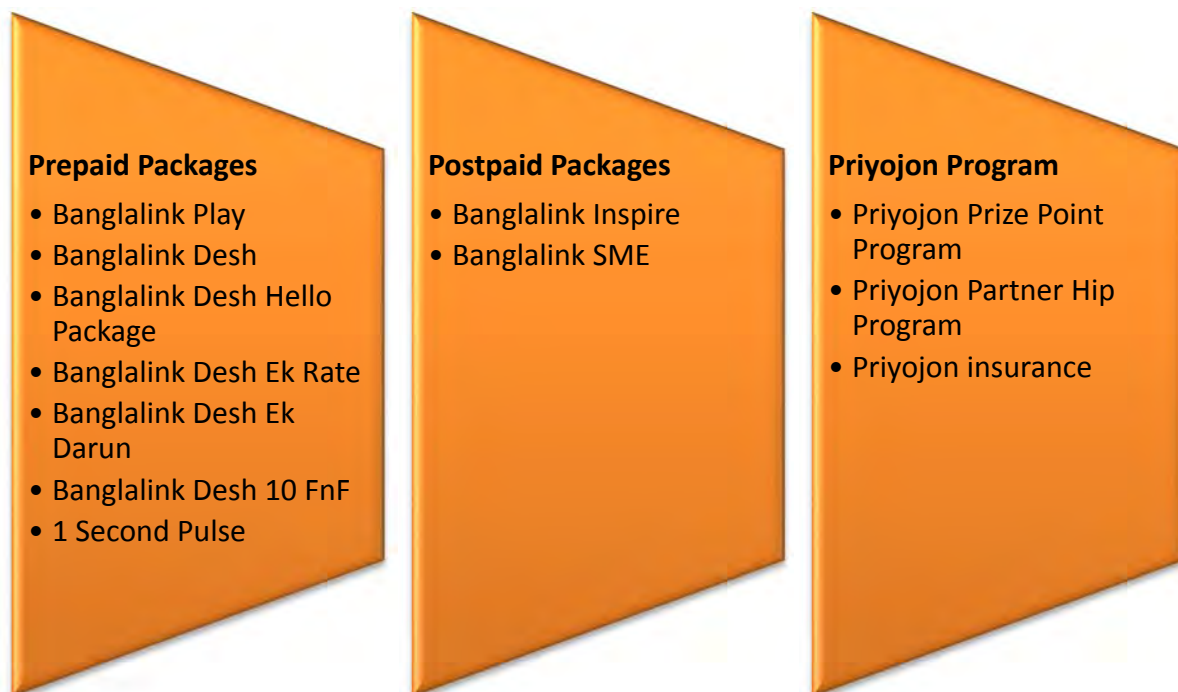 Prepaid Packages
• Banglalink Play
• Banglalink Desh
• Banglalink Desh Hello
Package
• Banglalink Desh Ek Rate
• Banglalink Desh Ek
Darun
• Banglalink Desh 10 FnF
• 1 Second Pulse
Postpaid Packages
• Banglalink Inspire
• Banglalink SME
Priyojon Program
• Priyojon Prize Point
Program
• Priyojon Partner Hip
Program
• Priyojon insurance